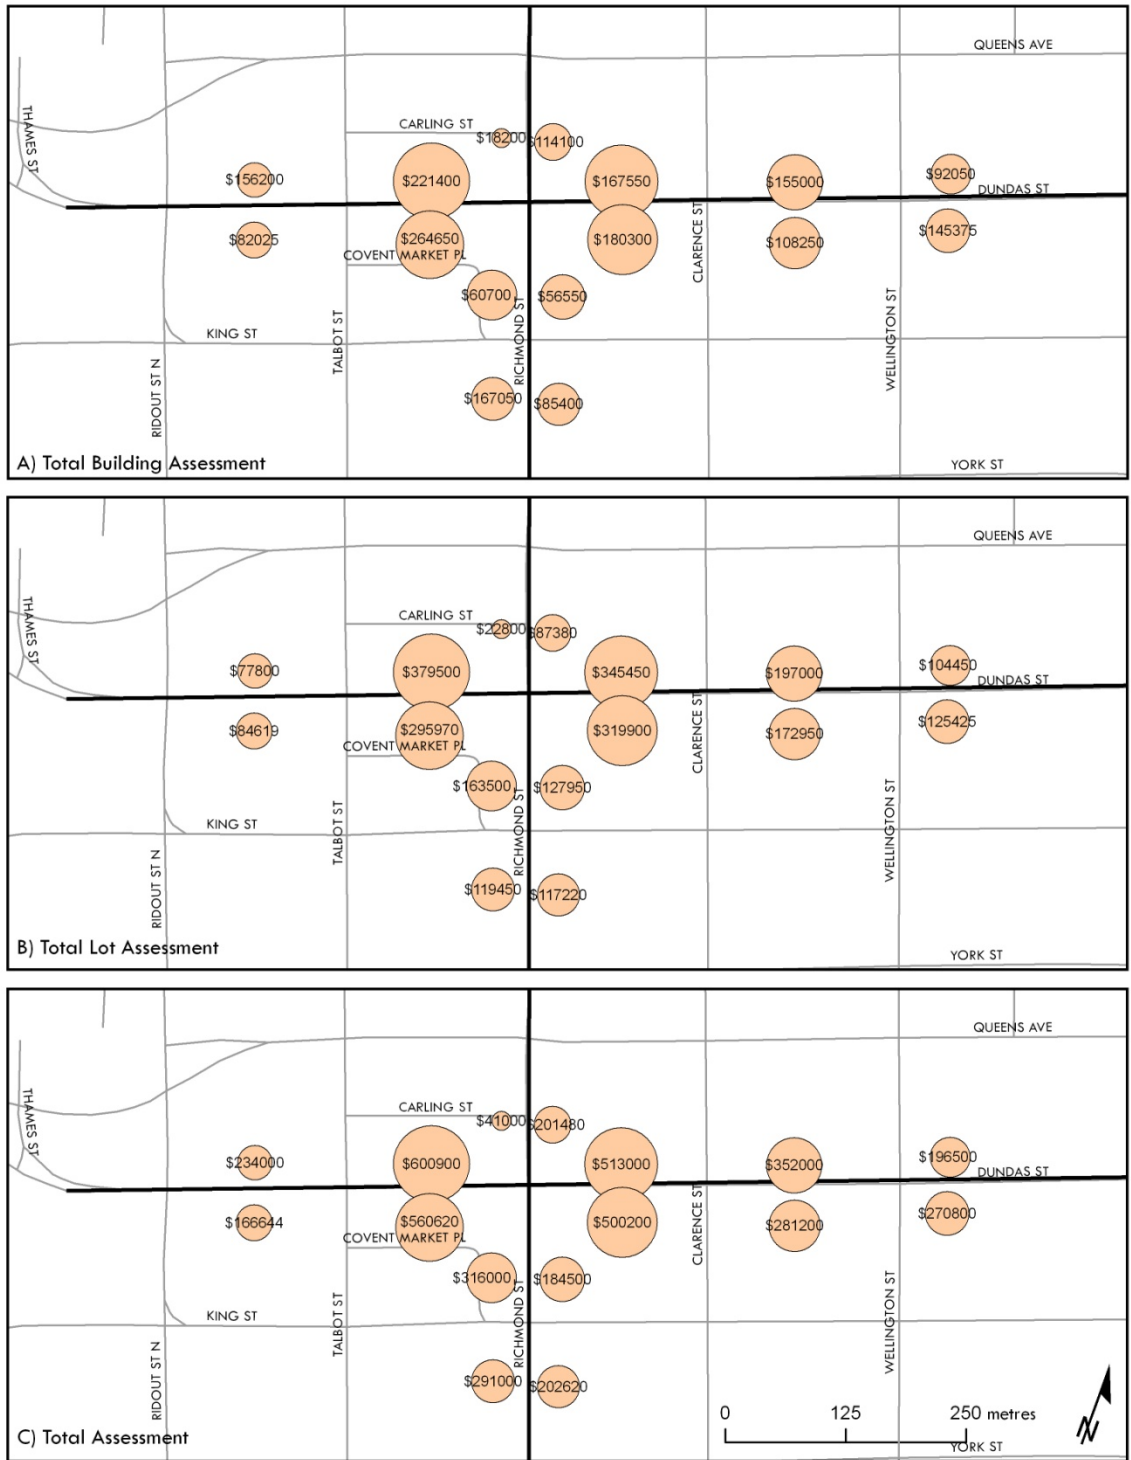 QUEENS AVE
THAMES ST
CARLING ST
$18200
$114100
$156200
$221400
$167550
$155000
$92050
DUNDAS ST
$82025
$264650
$180300
$108250
$145375
COVENT MARKET PL
CLARENCE ST
$60700
$56550
RICHMOND ST
WELLINGTON ST
KING ST
TALBOT ST
RIDOUT ST N
$167050
$85400
A) Total Building Assessment
YORK ST
QUEENS AVE
THAMES ST
CARLING ST
$22800
$87380
$77800
$379500
$345450
$197000
$104450
DUNDAS ST
$84619
$295970
$319900
$172950
$125425
COVENT MARKET PL
CLARENCE ST
$163500
$127950
RICHMOND ST
WELLINGTON ST
KING ST
TALBOT ST
RIDOUT ST N
$119450
$117220
B) Total Lot Assessment
YORK ST
QUEENS AVE
THAMES ST
CARLING ST
$41000
$201480
$234000
$600900
$513000
$352000
$196500
DUNDAS ST
$166644
$560620
$500200
$281200
$270800
COVENT MARKET PL
CLARENCE ST
$316000
$184500
RICHMOND ST
WELLINGTON ST
KING ST
TALBOT ST
RIDOUT ST N
$291000
$202620
0 125 250 metres
N
C) Total Assessment
YORK ST